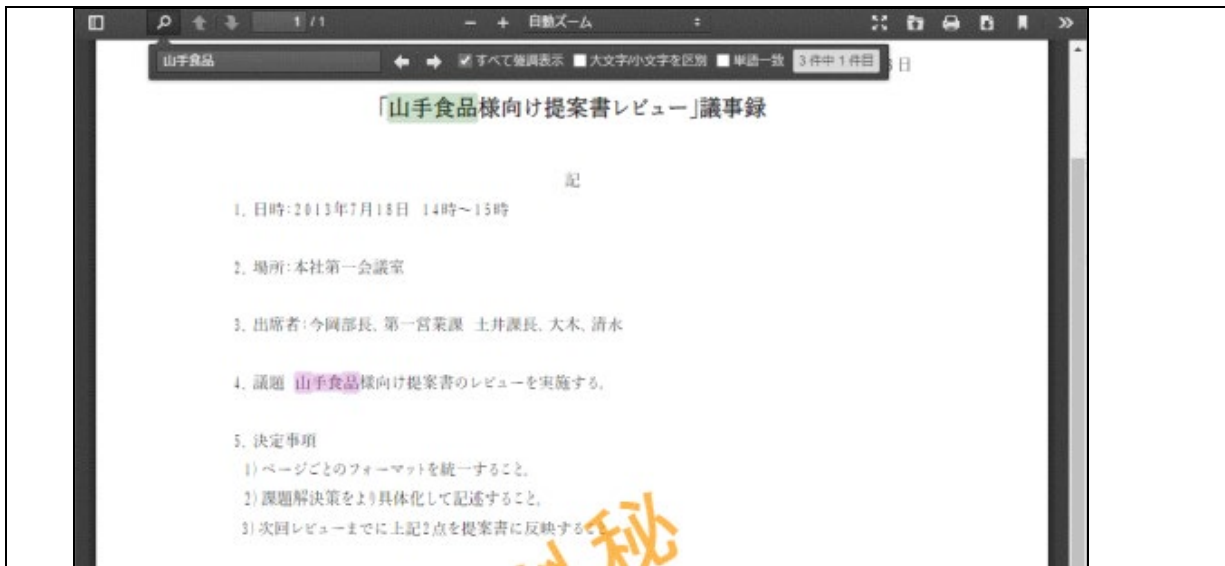 1 / 1
自動ズーム
山手食品
すべて強調表示 大文字/小文字を区別 単語一致 3 件中 1 件目
日
「山手食品様向け提案書レビュー」議事録
記
1. 日時:2013年7月18日 14時～15時
2. 場所:本社第一会議室
3. 出席者:今岡部長、第一営業課 土井課長、大木、清水
4. 議題 山手食品様向け提案書のレビューを実施する。
5. 決定事項
1) ページごとのフォーマットを統一すること。
2) 課題解決策をより具体化して記述すること。
3) 次回レビューまでに上記2点を提案書に反映すること
秘